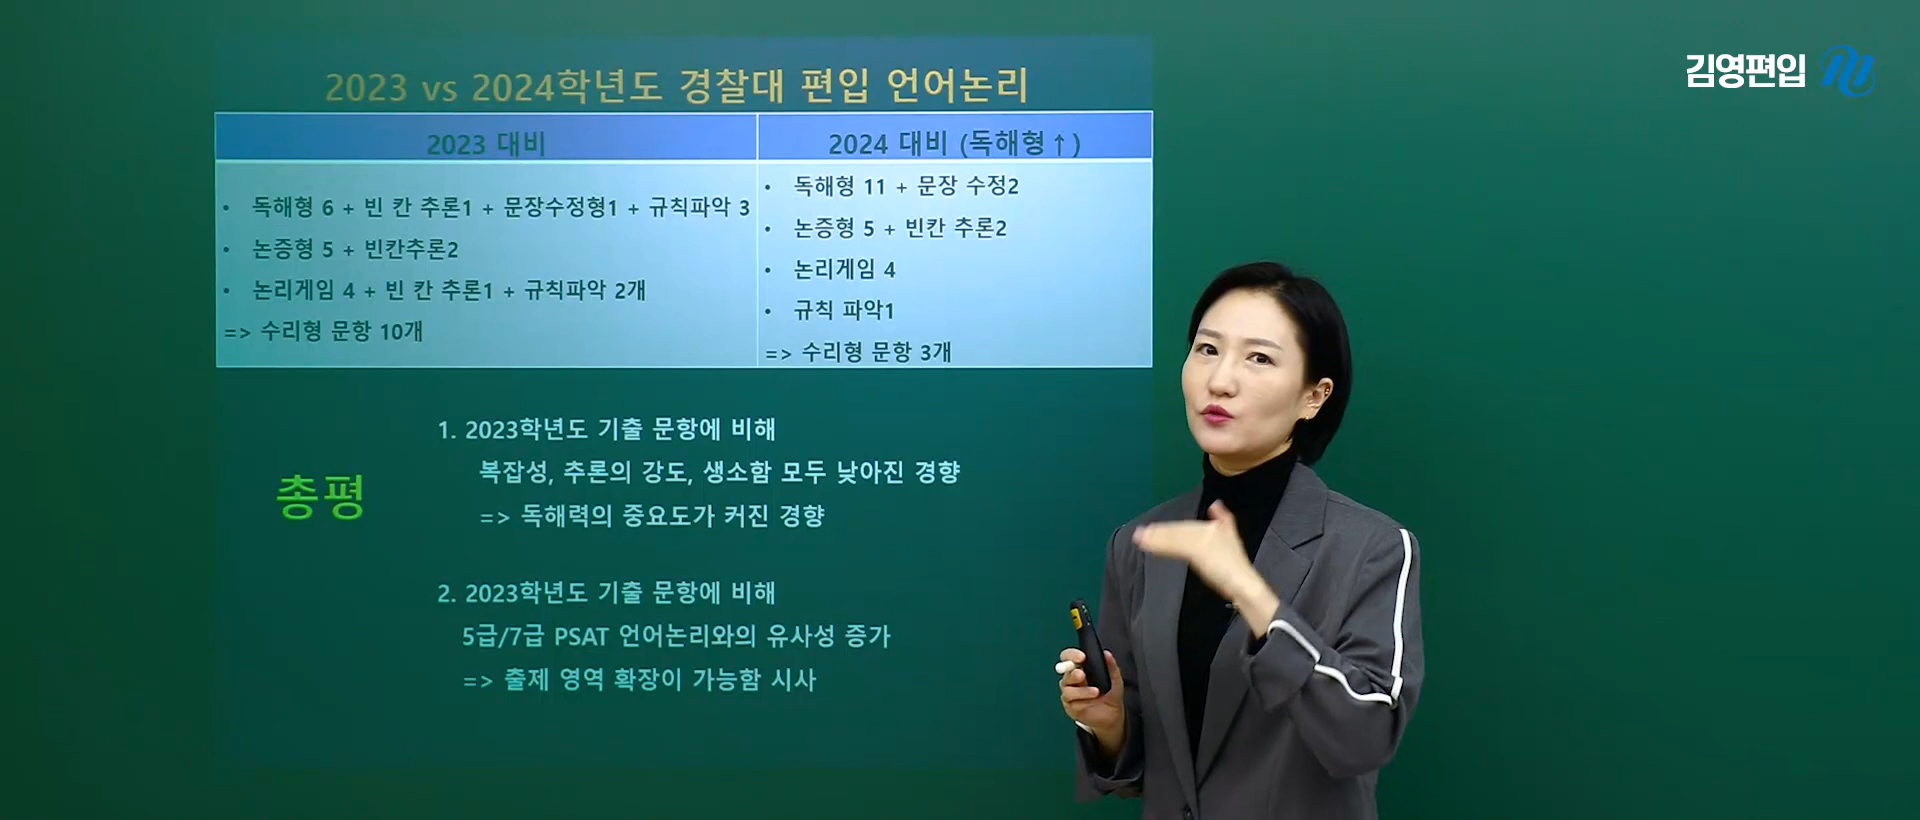 김영편입
2023 vs 2024학년도 경찰대 편입 언어논리
2023 대비
• 독해형 6 + 빈 칸 추론1 + 문장수정형1 + 규칙파악 3
• 논증형 5 + 빈칸추론2
• 논리게임 4 + 빈 칸 추론1 + 규칙파악 2개
=> 수리형 문항 10개
2024 대비 (독해형↑)
• 독해형 11 + 문장 수정2
• 논증형 5 + 빈칸 추론2
• 논리게임 4
• 규칙 파악1
=> 수리형 문항 3개
총평
1. 2023학년도 기출 문항에 비해
복잡성, 추론의 강도, 생소함 모두 낮아진 경향
=> 독해력의 중요도가 커진 경향
2. 2023학년도 기출 문항에 비해
5급/7급 PSAT 언어논리와의 유사성 증가
=> 출제 영역 확장이 가능함 시사